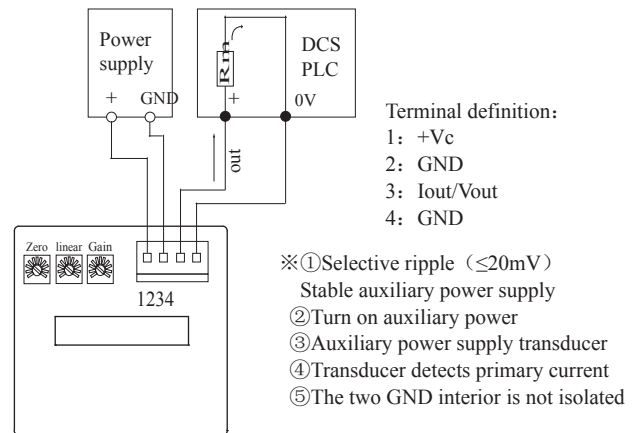 Power
supply
+ GND
Rm
DCS
PLC
+ 0V
out
Terminal definition：
1：+Vc
2：GND
3：Iout/Vout
4：GND
Zero linear Gain
1234
※①Selective ripple（≤20mV）
Stable auxiliary power supply
②Turn on auxiliary power
③Auxiliary power supply transducer
④Transducer detects primary current
⑤The two GND interior is not isolated